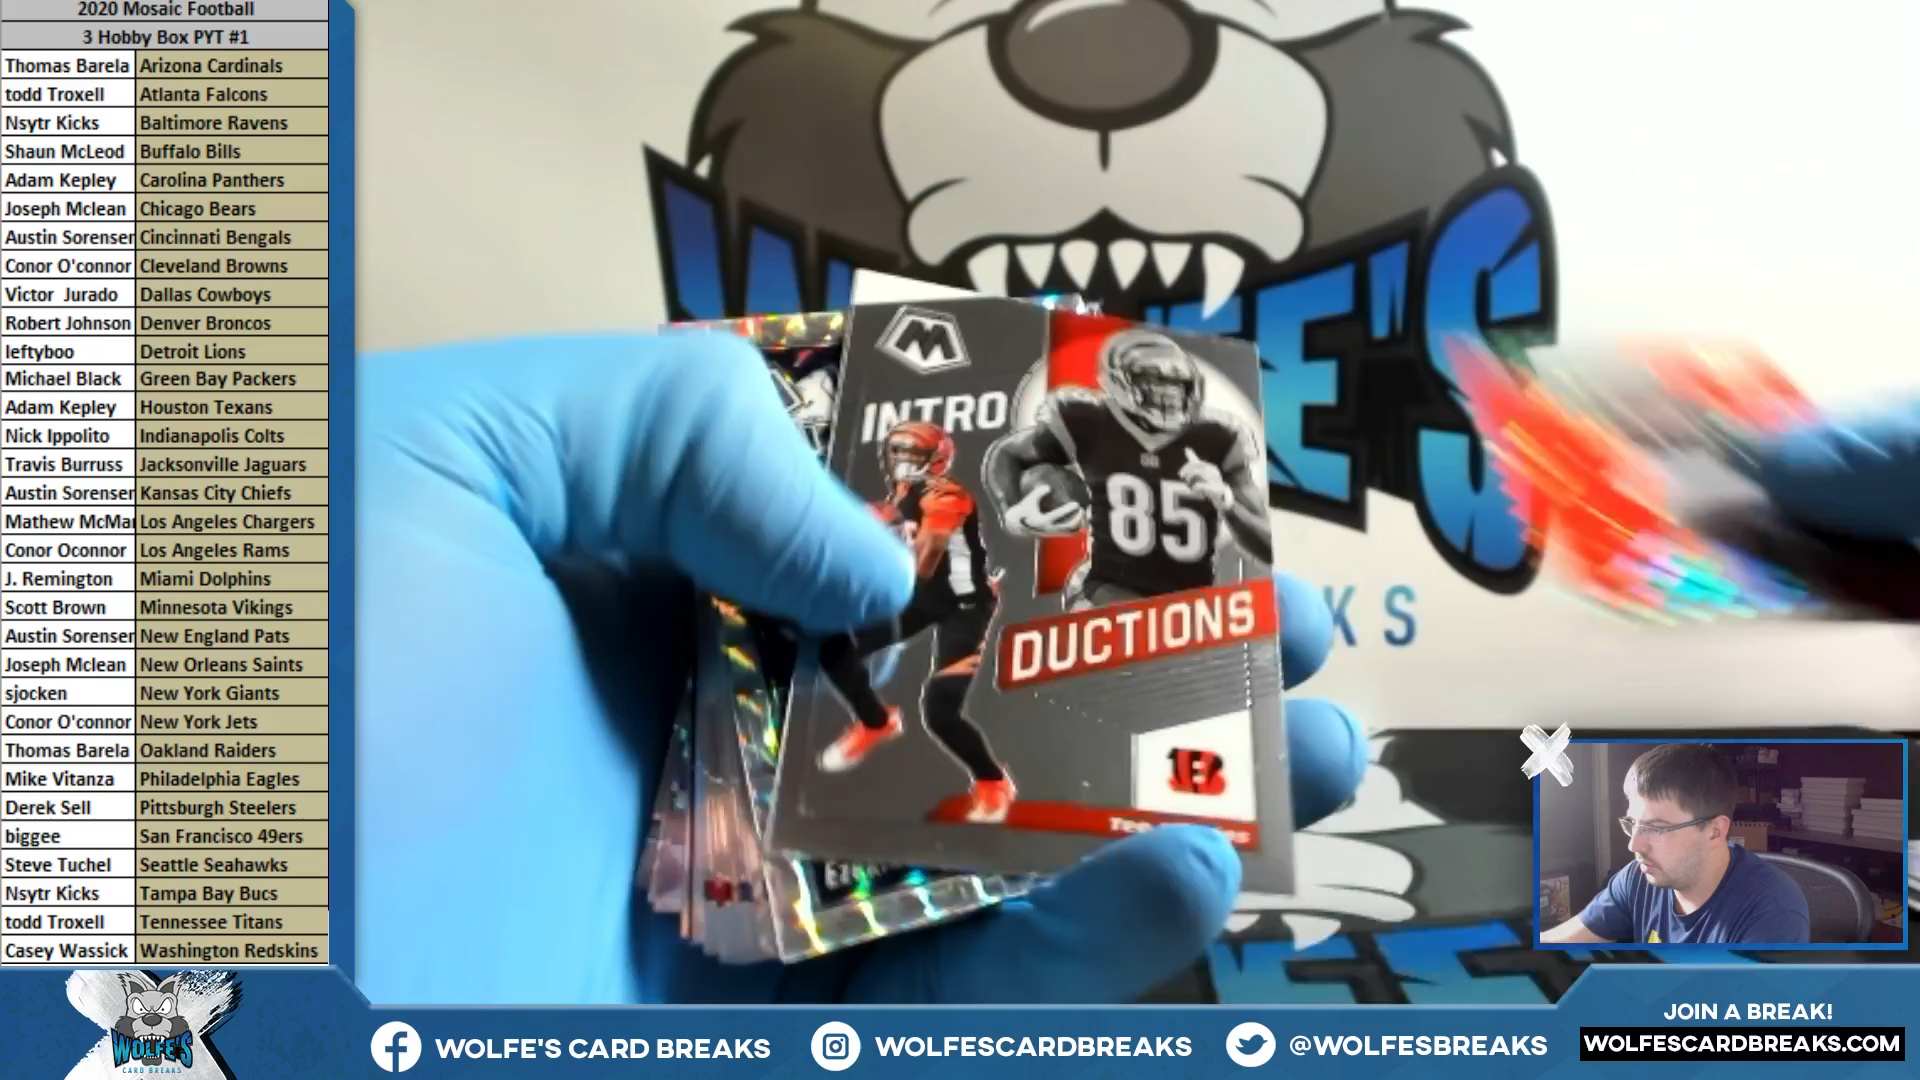 2020 Mosaic Football
3 Hobby Box PYT #1
Thomas Barela Arizona Cardinals
todd Troxell Atlanta Falcons
Nsytr Kicks Baltimore Ravens
Shaun McLeod Buffalo Bills
Adam Kepley Carolina Panthers
Joseph Mclean Chicago Bears
Austin Sorenser Cincinnati Bengals
Conor O'connor Cleveland Browns
Victor Jurado Dallas Cowboys
Robert Johnson Denver Broncos
leftyboo Detroit Lions
Michael Black Green Bay Packers
Adam Kepley Houston Texans
Nick Ippolito Indianapolis Colts
Travis Burruss Jacksonville Jaguars
Austin Sorenser Kansas City Chiefs
Mathew McMar Los Angeles Chargers
Conor Oconnor Los Angeles Rams
J. Remington Miami Dolphins
Scott Brown Minnesota Vikings
Austin Sorenser New England Pats
Joseph Mclean New Orleans Saints
sjocken New York Giants
Conor O'connor New York Jets
Thomas Barela Oakland Raiders
Mike Vitanza Philadelphia Eagles
Derek Sell Pittsburgh Steelers
biggee San Francisco 49ers
Steve Tuchel Seattle Seahawks
Nsytr Kicks Tampa Bay Bucs
todd Troxell Tennessee Titans
Casey Wassick Washington Redskins
WOLFE'S
KS
M
INTRO
85
DUCTIONS
B
WOLFE'S
CARD BREAKS
WOLFE'S CARD BREAKS
WOLFESCARDBREAKS
@WOLFESBREAKS
JOIN A BREAK!
WOLFESCARDBREAKS.COM